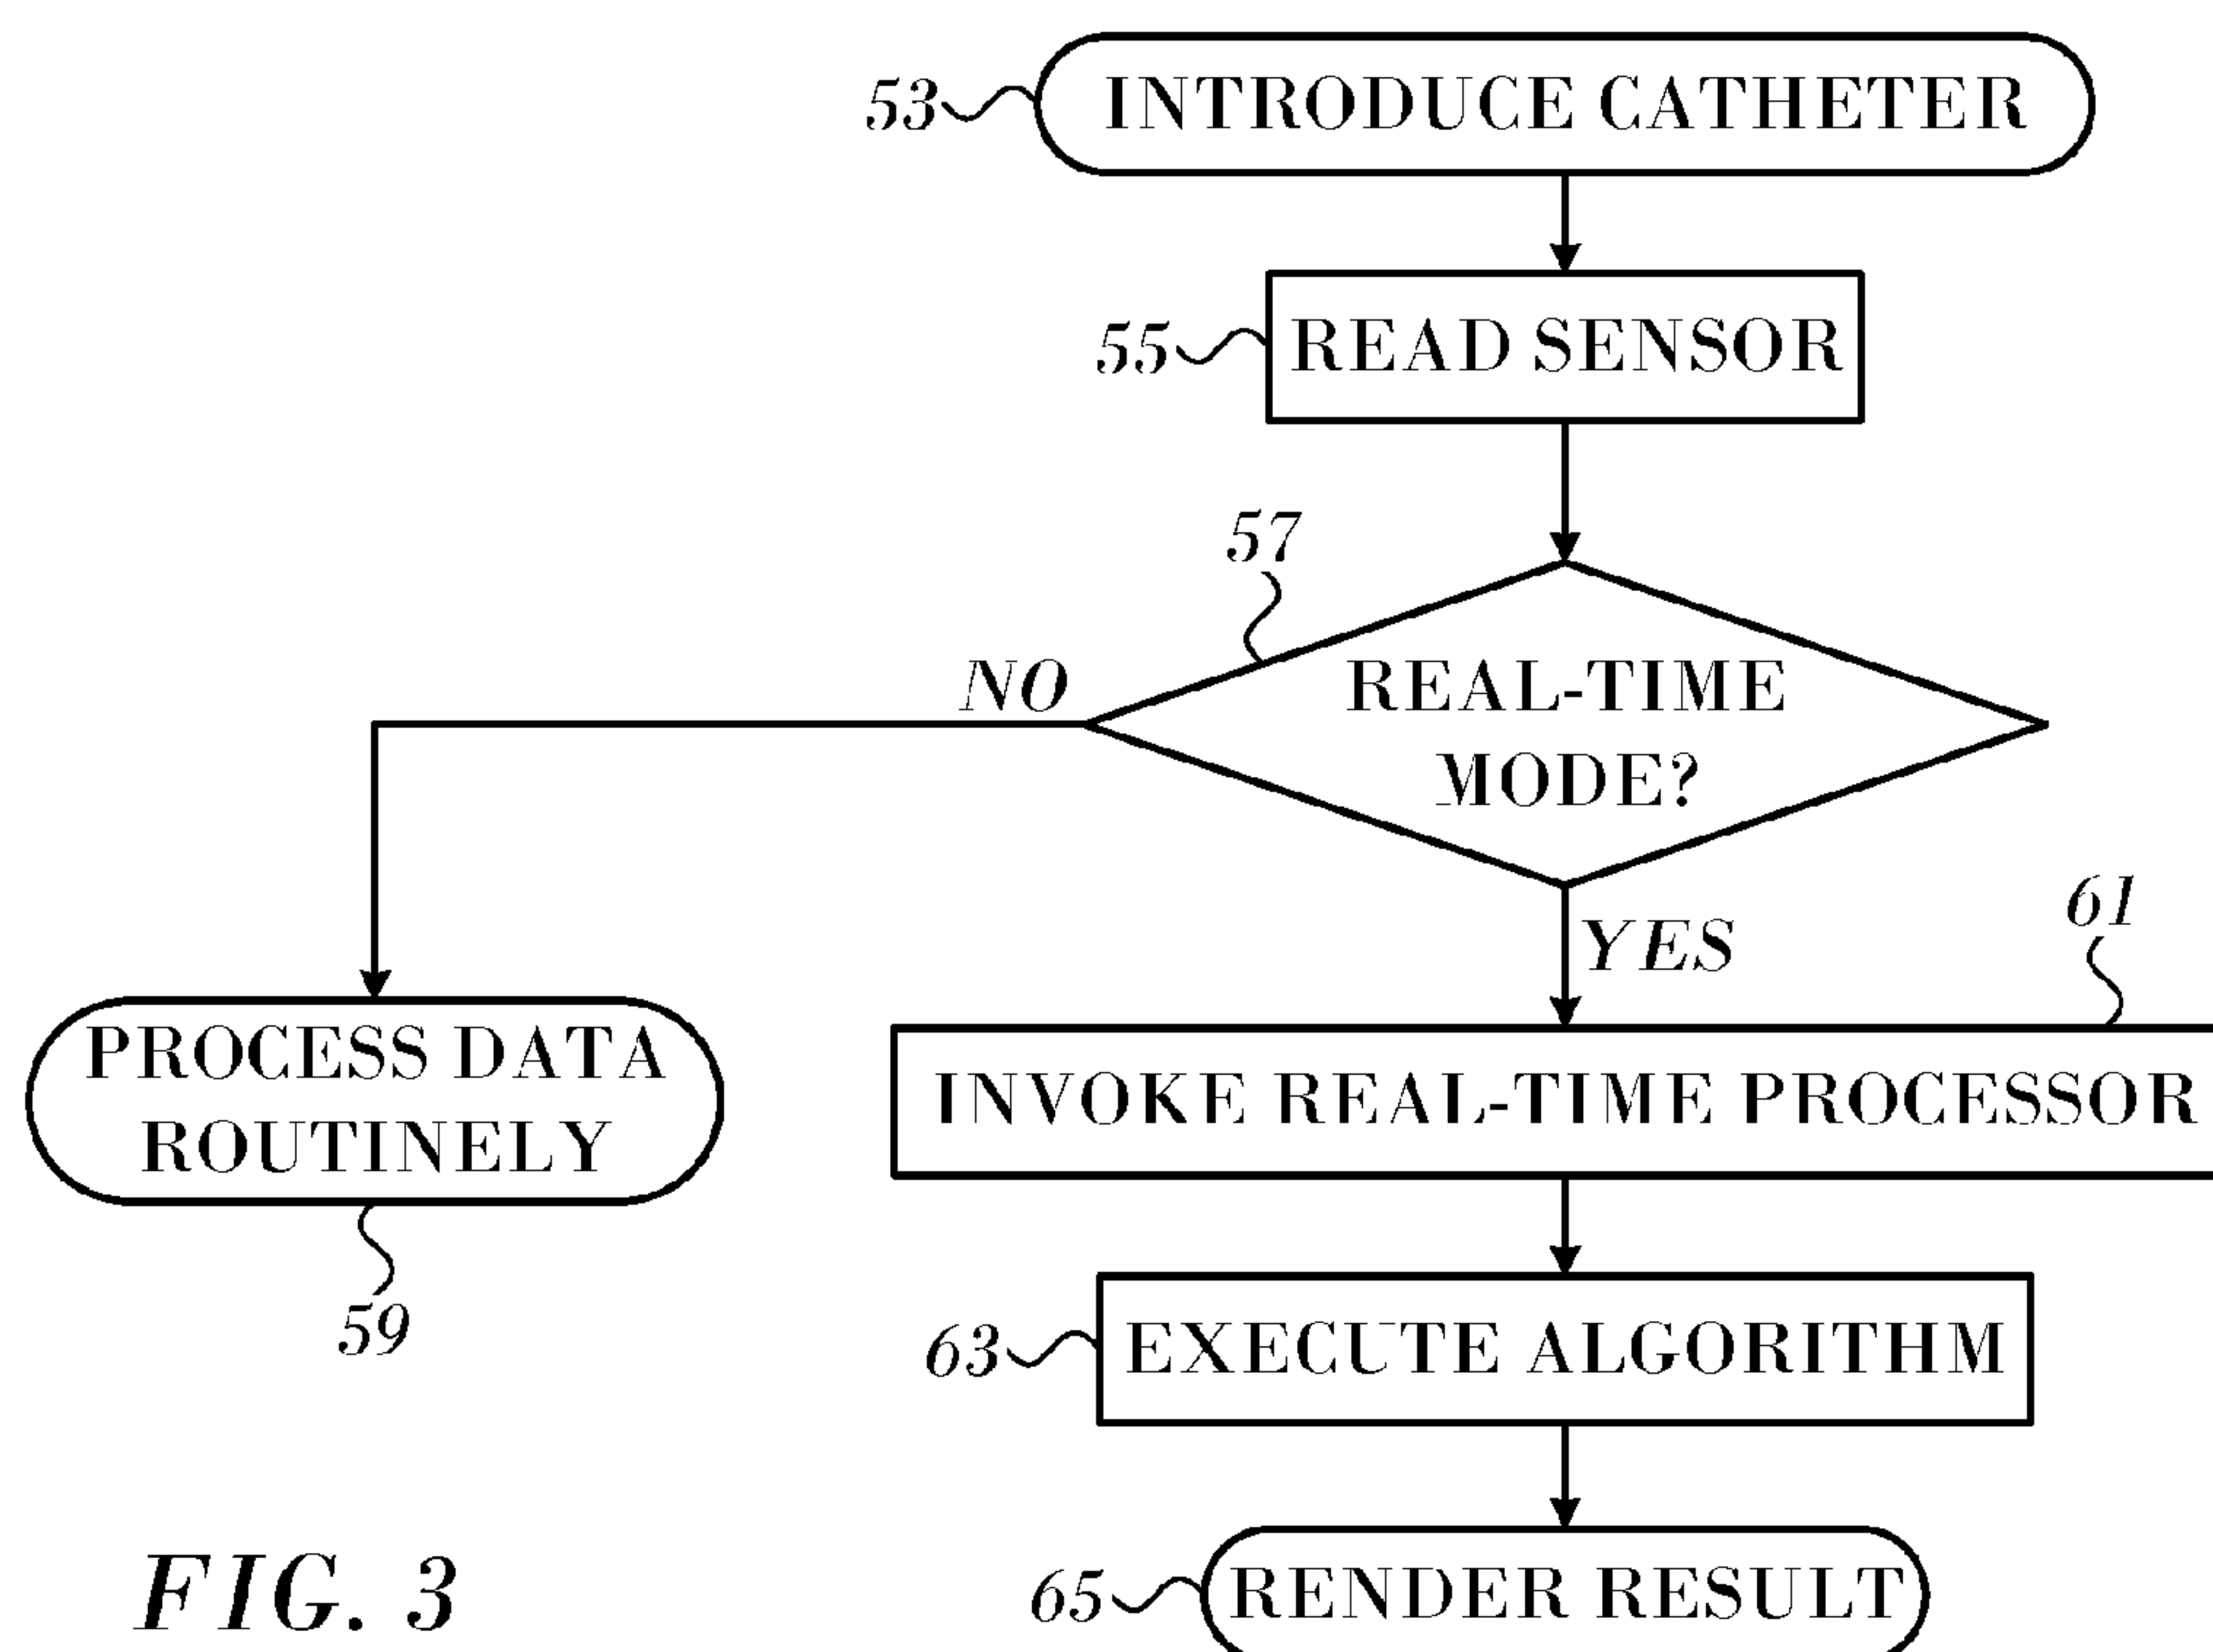 53 INTRODUCE CATHETER
55 READ SENSOR
57
NO
REAL-TIME
MODE?
YES
61
PROCESS DATA
ROUTINELY
59
INVOKE REAL-TIME PROCESSOR
63 EXECUTE ALGORITHM
65 RENDER RESULT
FIG. 3